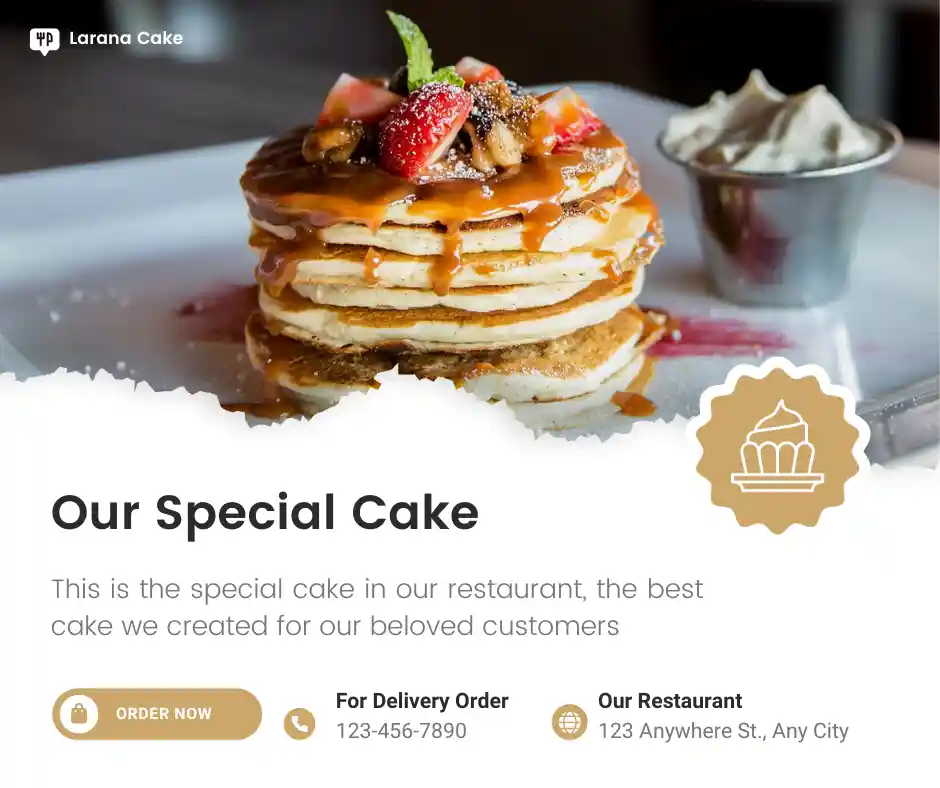 Larana Cake
Our Special Cake
This is the special cake in our restaurant, the best
cake we created for our beloved customers
ORDER NOW
For Delivery Order
123-456-7890
Our Restaurant
123 Anywhere St., Any City